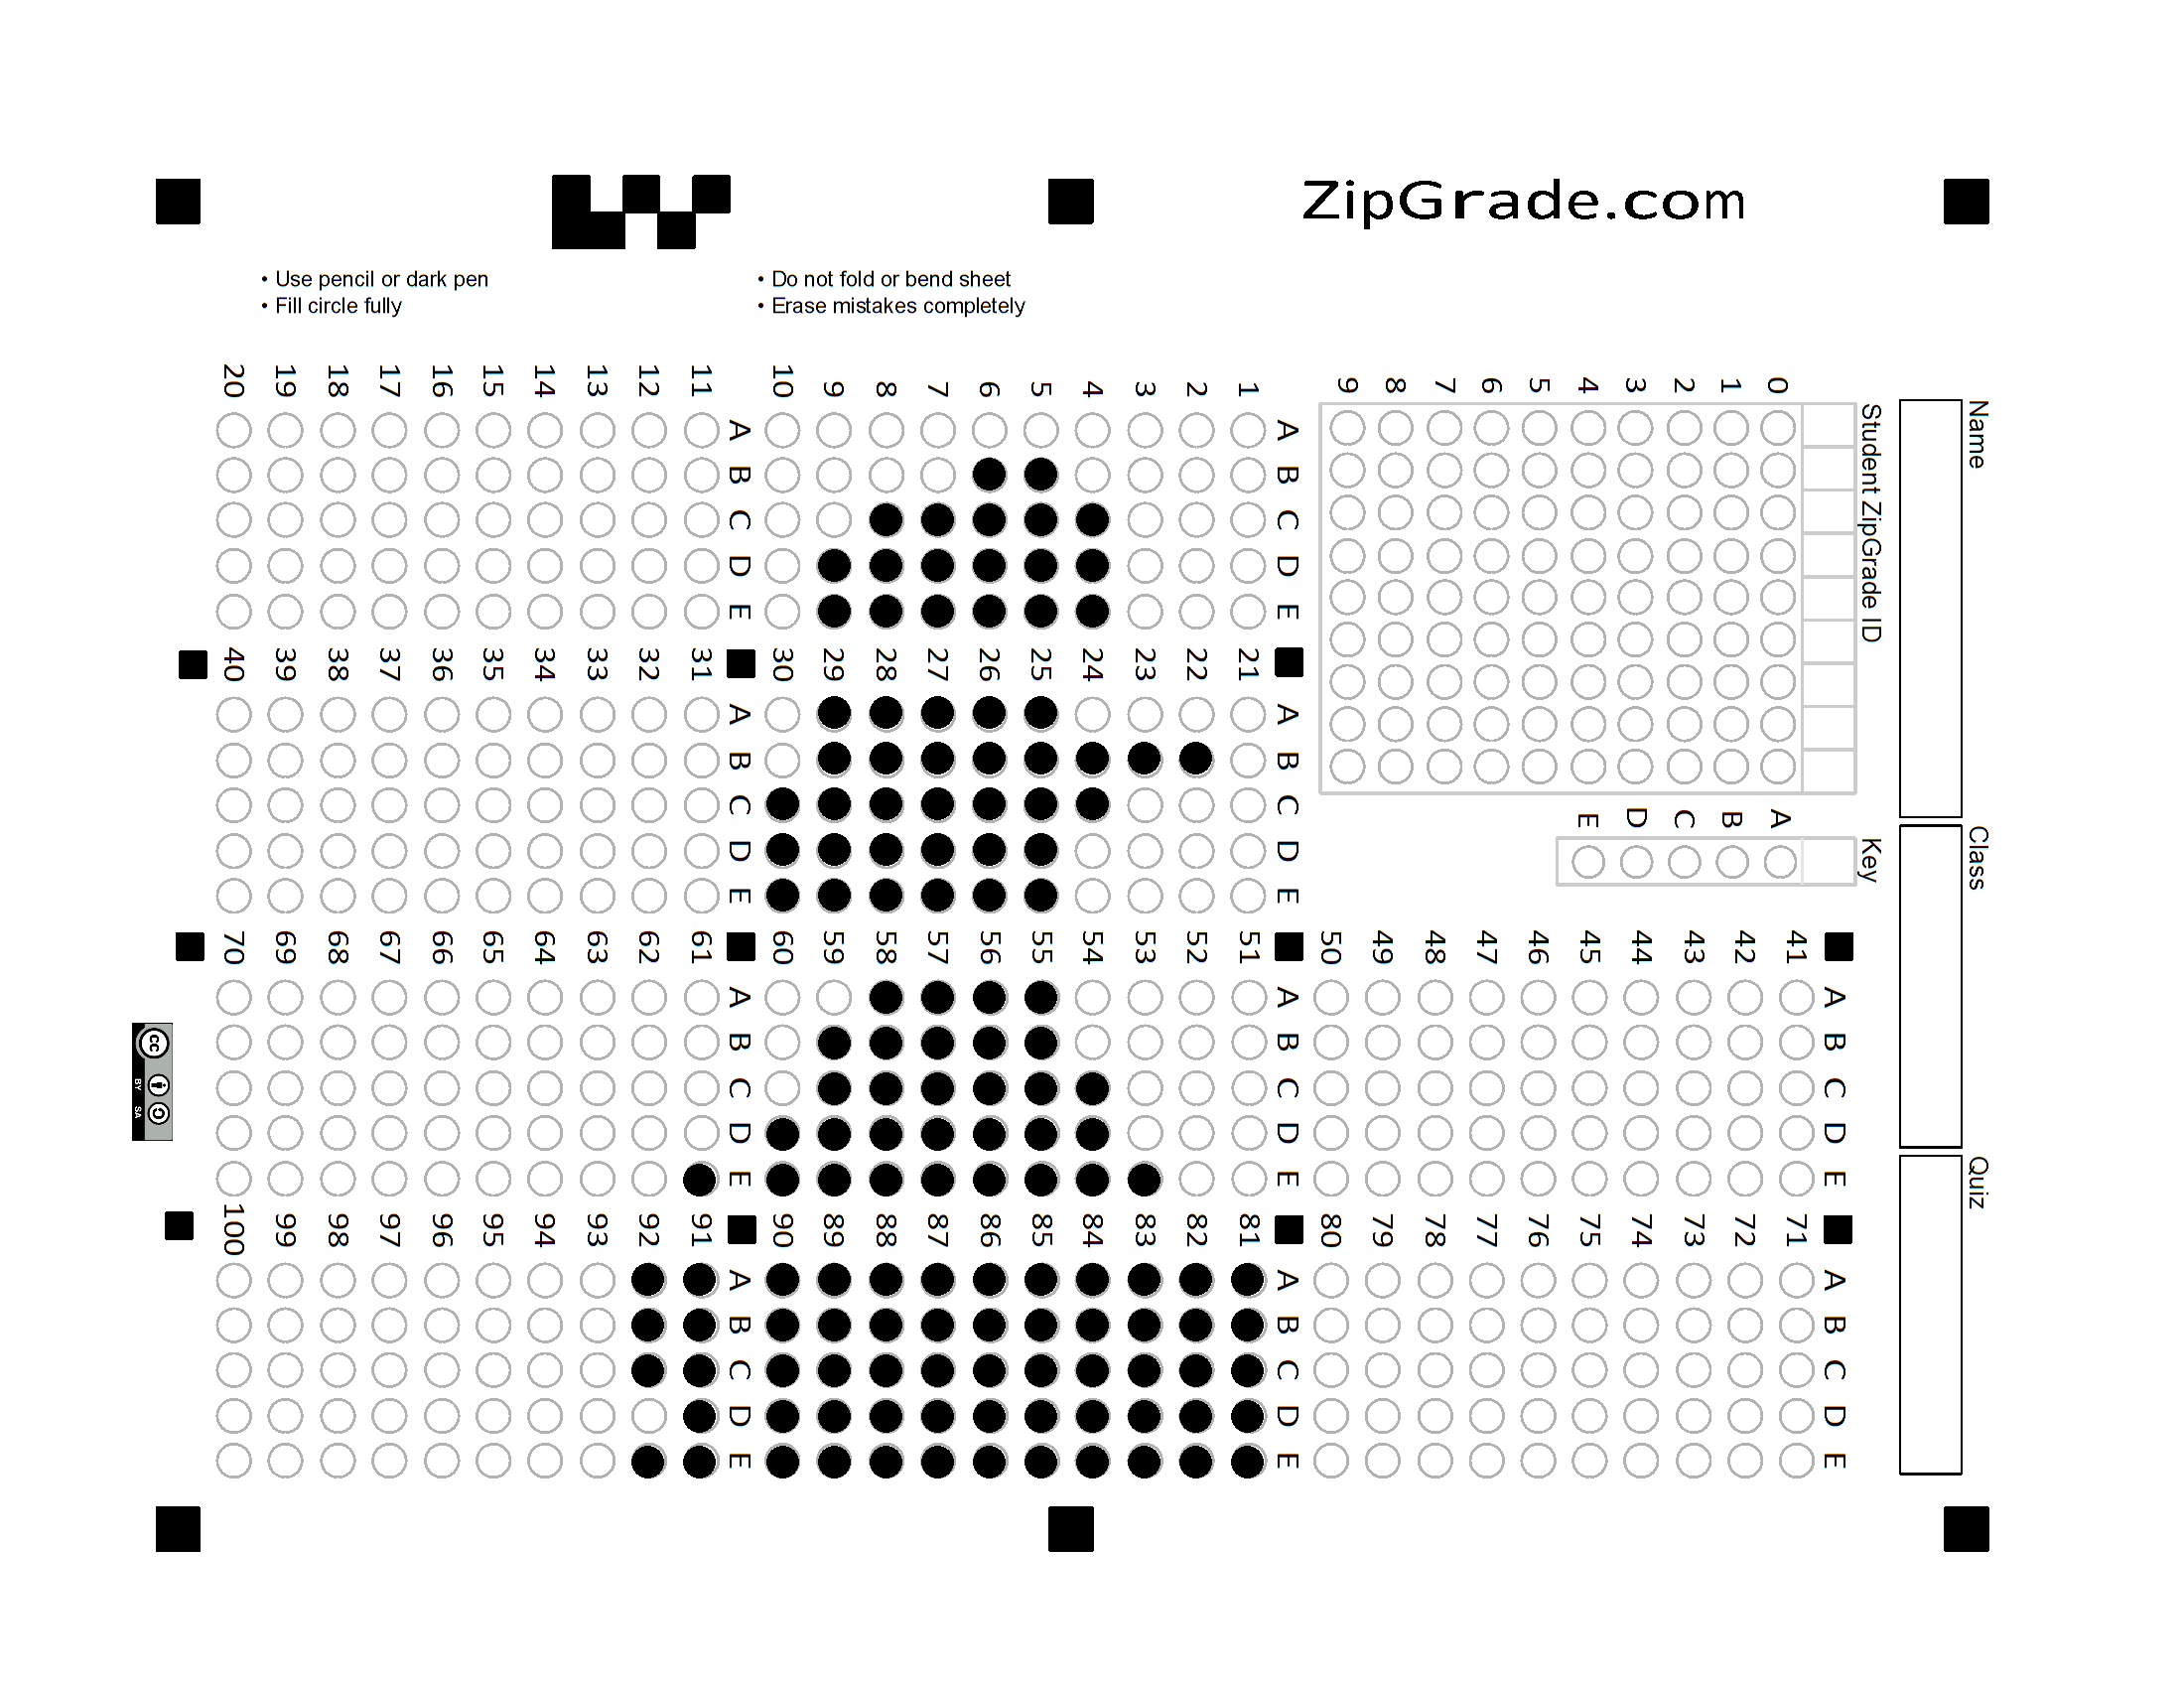 ZipGrade.com
• Use pencil or dark pen
• Fill circle fully
• Do not fold or bend sheet
• Erase mistakes completely
Name
Class
Quiz
Student ZipGrade ID
9 8 7 6 5 4 3 2 1 0
Key
E D C B A
20 19 18 17 16 15 14 13 12 11
A B C D E
10 9 8 7 6 5 4 3 2 1
A B C D E
40 39 38 37 36 35 34 33 32 31
A B C D E
30 29 28 27 26 25 24 23 22 21
A B C D E
70 69 68 67 66 65 64 63 62 61
A B C D E
60 59 58 57 56 55 54 53 52 51
A B C D E
50 49 48 47 46 45 44 43 42 41
A B C D E
100 99 98 97 96 95 94 93 92 91
A B C D E
90 89 88 87 86 85 84 83 82 81
A B C D E
80 79 78 77 76 75 74 73 72 71
A B C D E
cc BY SA